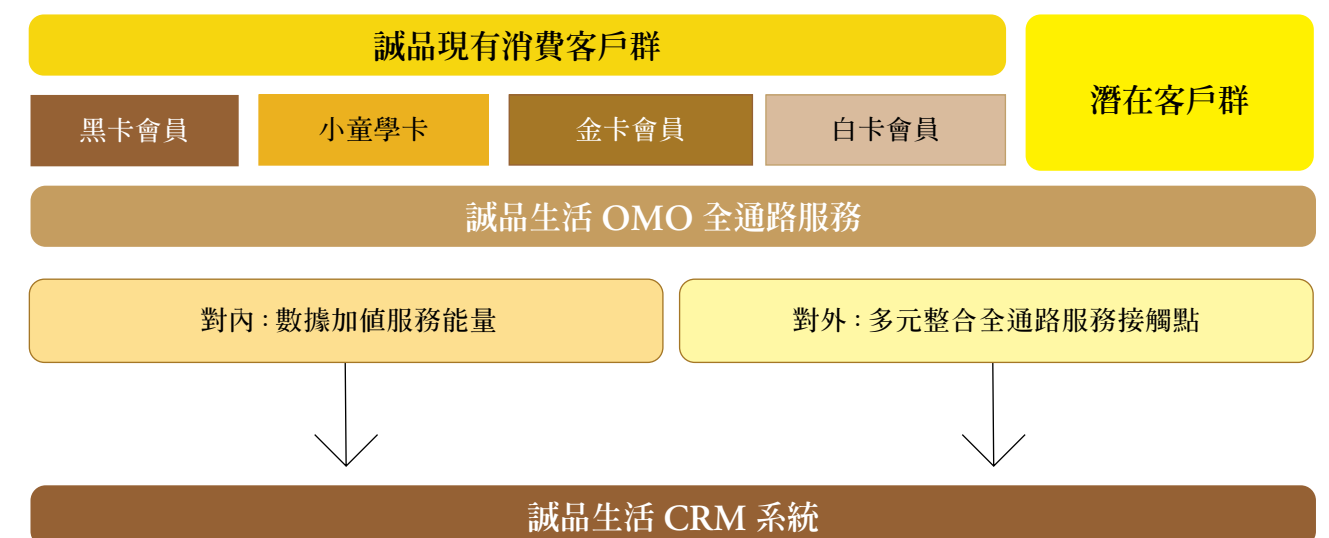 誠品現有消費客戶群
潛在客戶群
黑卡會員
小童學卡
金卡會員
白卡會員
誠品生活 OMO 全通路服務
對內：數據加值服務能量
對外：多元整合全通路服務接觸點
誠品生活 CRM 系統